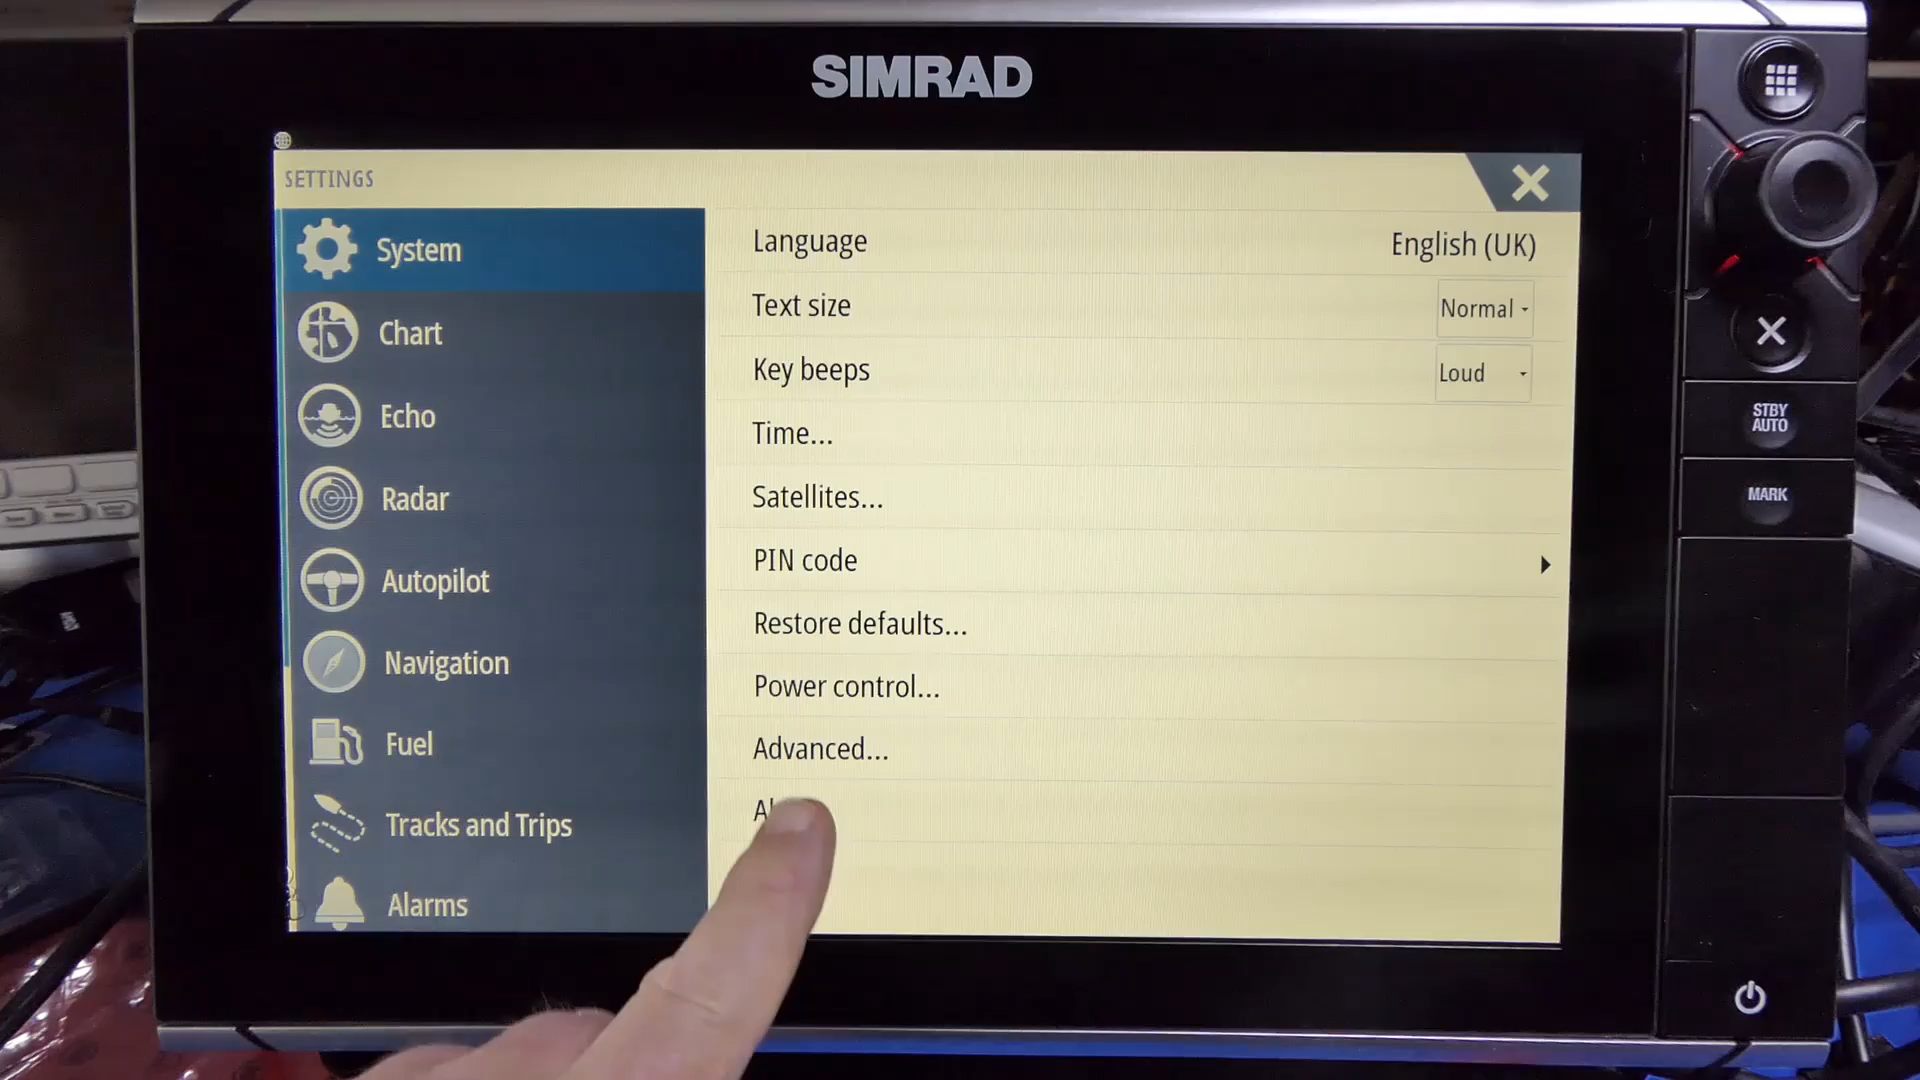 SIMRAD
SETTINGS
System
Chart
Echo
Radar
Autopilot
Navigation
Fuel
Tracks and Trips
Alarms
Language English (UK)
Text size Normal
Key beeps Loud
Time...
Satellites...
PIN code
Restore defaults...
Power control...
Advanced...
STBY
AUTO
MARK